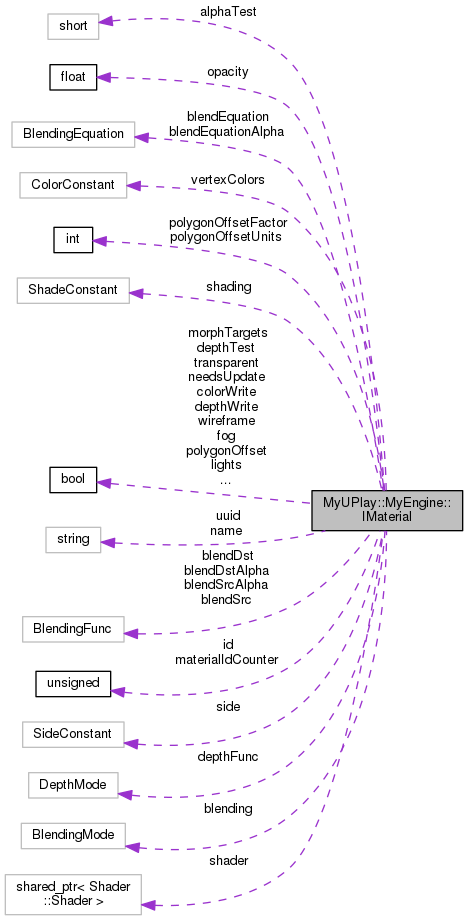 alphaTest
short
opacity
float
blendEquation
blendEquationAlpha
BlendingEquation
vertexColors
ColorConstant
polygonOffsetFactor
polygonOffsetUnits
int
shading
ShadeConstant
morphTargets
depthTest
transparent
needsUpdate
colorWrite
depthWrite
wireframe
fog
polygonOffset
lights
...
bool
MyUPlay::MyEngine::
IMaterial
uuid
name
string
blendDst
blendDstAlpha
blendSrcAlpha
blendSrc
BlendingFunc
id
materialIdCounter
unsigned
side
SideConstant
depthFunc
DepthMode
blending
BlendingMode
shader
shared_ptr< Shader
::Shader >